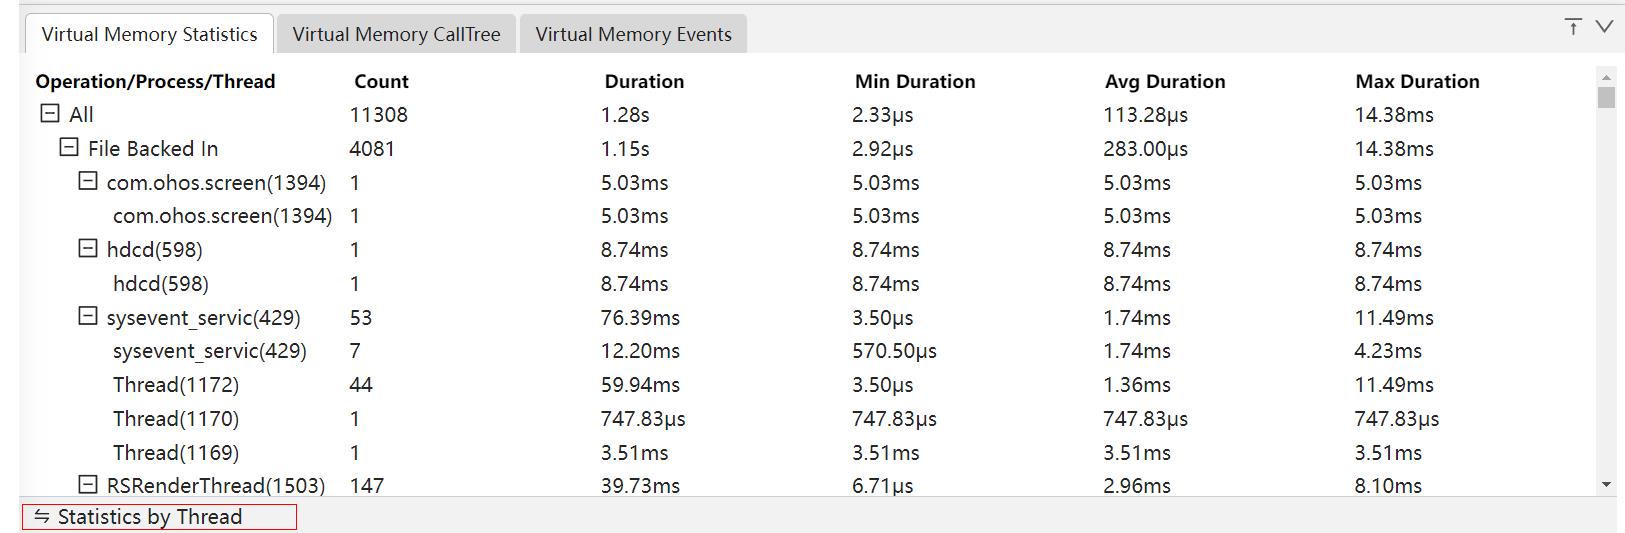 Virtual Memory Statistics Virtual Memory CallTree Virtual Memory Events
Operation/Process/Thread Count Duration Min Duration Avg Duration Max Duration
All 11308 1.28s 2.33μs 113.28μs 14.38ms
File Backed In 4081 1.15s 2.92μs 283.00μs 14.38ms
com.ohos.screen(1394) 1 5.03ms 5.03ms 5.03ms 5.03ms
com.ohos.screen(1394) 1 5.03ms 5.03ms 5.03ms 5.03ms
hdcd(598) 1 8.74ms 8.74ms 8.74ms 8.74ms
hdcd(598) 1 8.74ms 8.74ms 8.74ms 8.74ms
sysevent_servic(429) 53 76.39ms 3.50μs 1.74ms 11.49ms
sysevent_servic(429) 7 12.20ms 570.50μs 1.74ms 4.23ms
Thread(1172) 44 59.94ms 3.50μs 1.36ms 11.49ms
Thread(1170) 1 747.83μs 747.83μs 747.83μs 747.83μs
Thread(1169) 1 3.51ms 3.51ms 3.51ms 3.51ms
RSRenderThread(1503) 147 39.73ms 6.71μs 2.96ms 8.10ms
Statistics by Thread